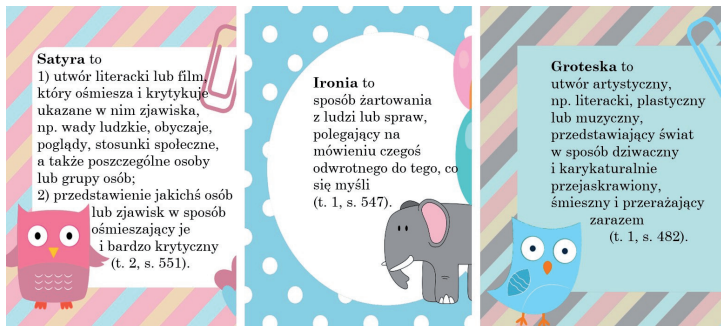 Satyra to
1) utwór literacki lub film,
który ośmiesza i krytykuje
ukazane w nim zjawiska,
np. wady ludzkie, obyczaje,
poglądy, stosunki społeczne,
a także poszczególne osoby
lub grupy osób;
2) przedstawienie jakichś osób
lub zjawisk w sposób
ośmieszający je
i bardzo krytyczny
(t. 2, s. 551).
Ironia to
sposób żartowania
z ludzi lub spraw,
polegający na
mówieniu czegoś
odwrotnego do tego, co
się myśli
(t. 1, s. 547).
Groteska to
utwór artystyczny,
np. literacki, plastyczny
lub muzyczny,
przedstawiający świat
w sposób dziwaczny
i karykaturalnie
przejaskrawiony,
śmieszny i przerażający
zarazem
(t. 1, s. 482).